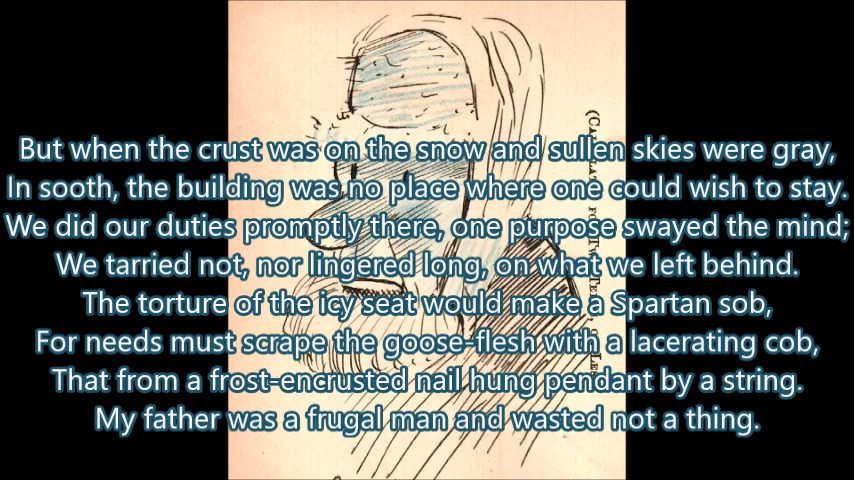 But when the crust was on the snow and sullen skies were gray,
In sooth, the building was no place where one could wish to stay.
We did our duties promptly there, one purpose swayed the mind;
We tarried not, nor lingered long, on what we left behind.
The torture of the icy seat would make a Spartan sob,
For needs must scrape the goose-flesh with a lacerating cob,
That from a frost-encrusted nail hung pendant by a string.
My father was a frugal man and wasted not a thing.